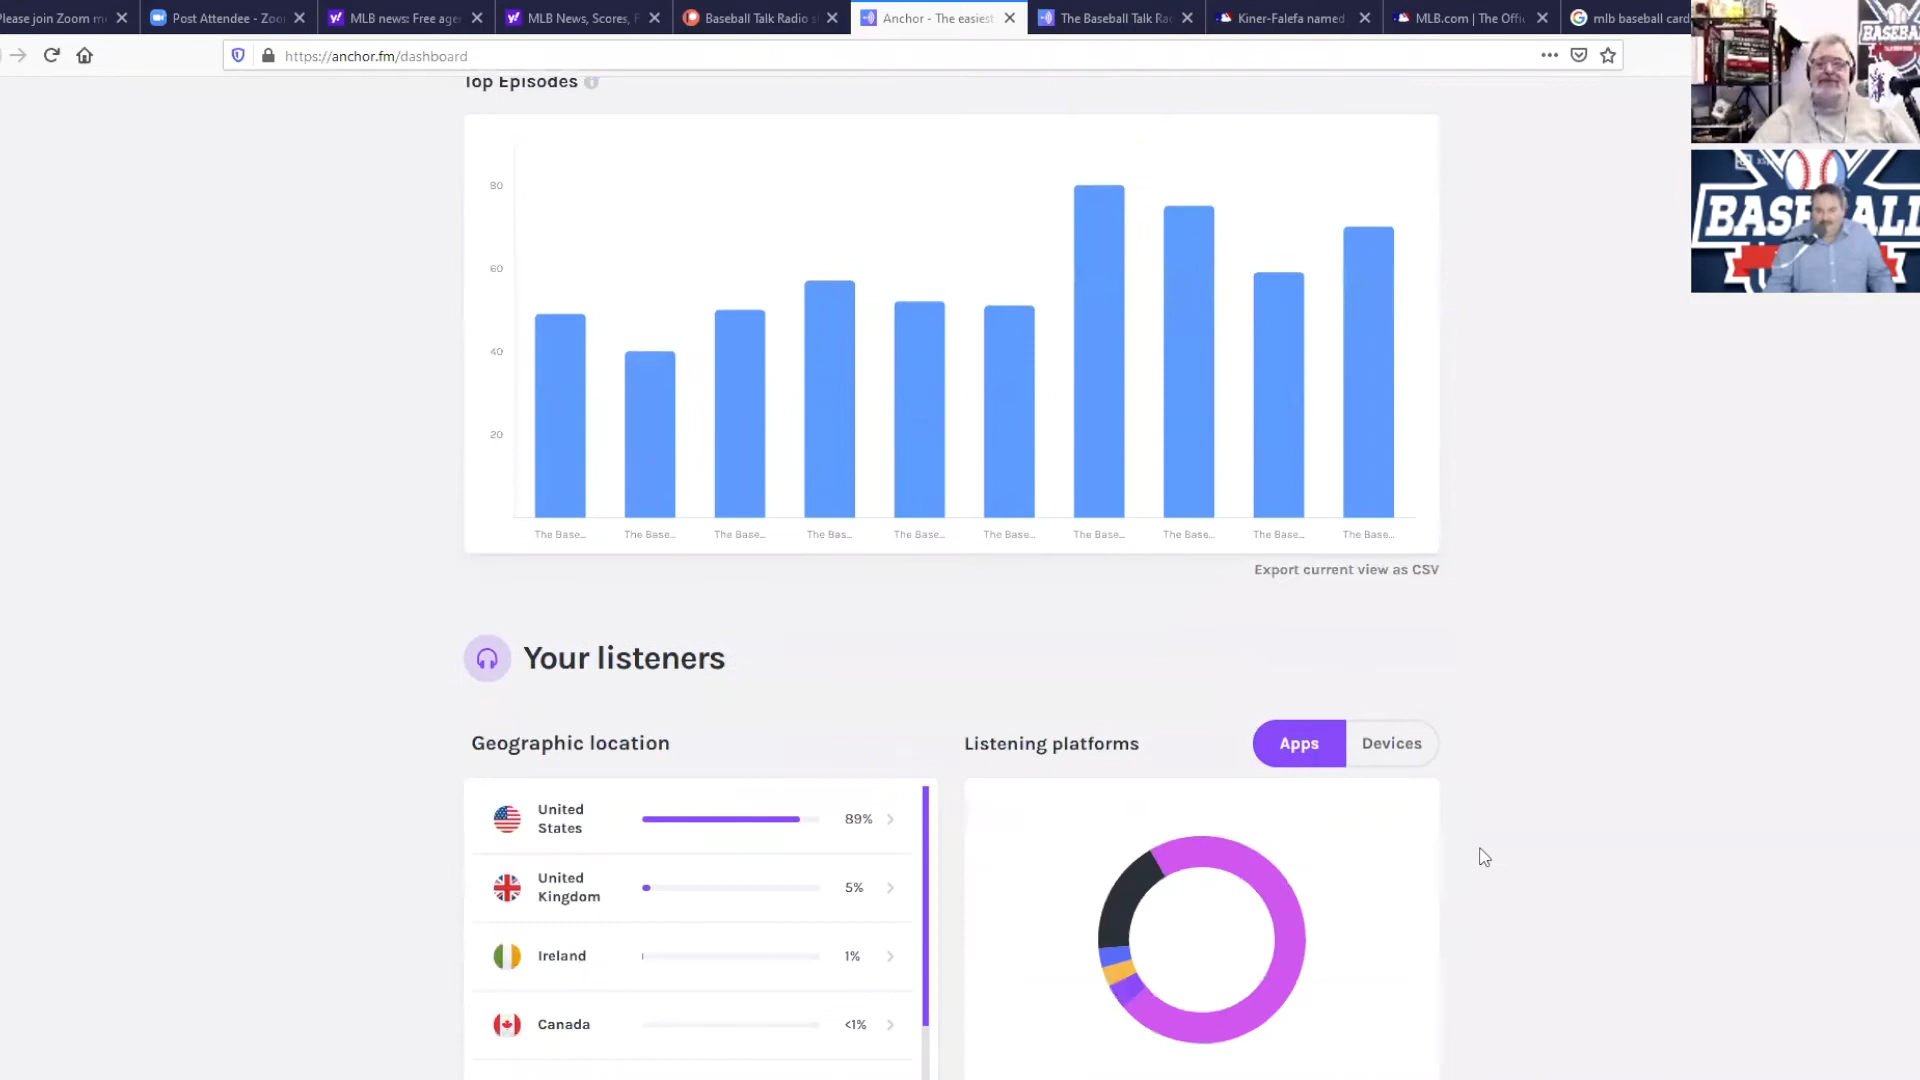 Please join Zoom m
Post Attendee - Zoo
MLB news: Free age
MLB News, Scores, F
Baseball Talk Radio s
Anchor - The easiest
The Baseball Talk Ra
Kiner-Falefa named
MLB.com | The Offi
mlb baseball card
https://anchor.fm/dashboard
Top Episodes
80
60
40
20
The Base...
The Base...
The Base...
The Bas...
The Base...
The Base...
The Base...
The Base...
The Base...
The Base...
Export current view as CSV
Your listeners
Geographic location
Listening platforms
Apps
Devices
United States
89%
United Kingdom
5%
Ireland
1%
Canada
<1%
BASEBALL
BASEBALL